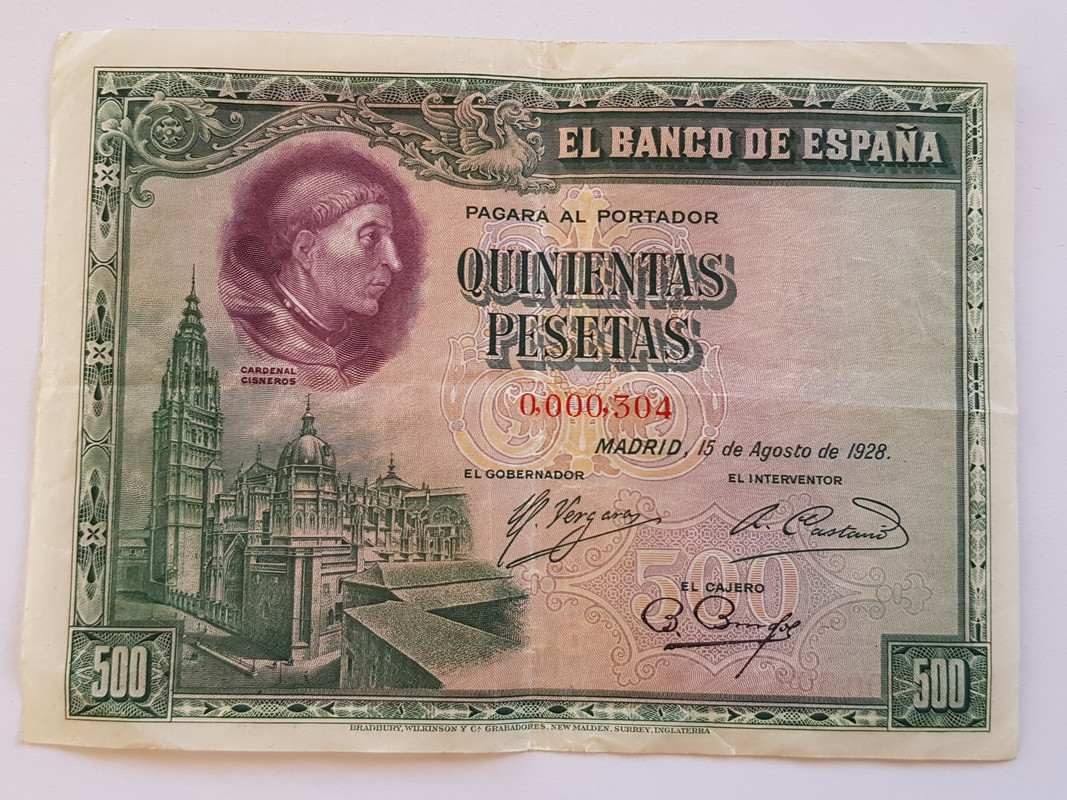 EL BANCO DE ESPAÑA
PAGARÁ AL PORTADOR
QUINIENTAS
PESETAS
CARDENAL
CISNEROS
0,000,304
MADRID, 15 de Agosto de 1928.
EL GOBERNADOR
EL INTERVENTOR
Vergara
500
EL CAJERO
500
500
BRADBURY, WILKINSON Y Cª GRABADORES, NEW MALDEN, SURREY, INGLATERRA